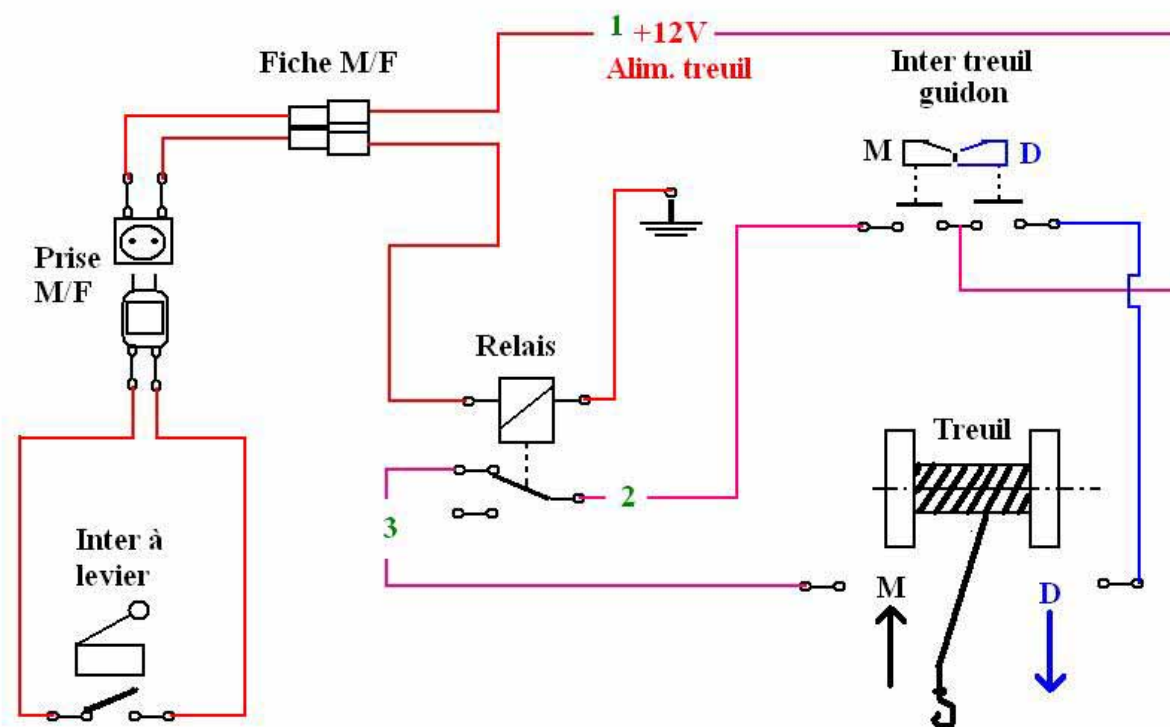 1 +12V
Alim. treuil
Fiche M/F
Inter treuil
guidon
M
D
Prise
M/F
Relais
2
3
Treuil
Inter à
levier
M
D